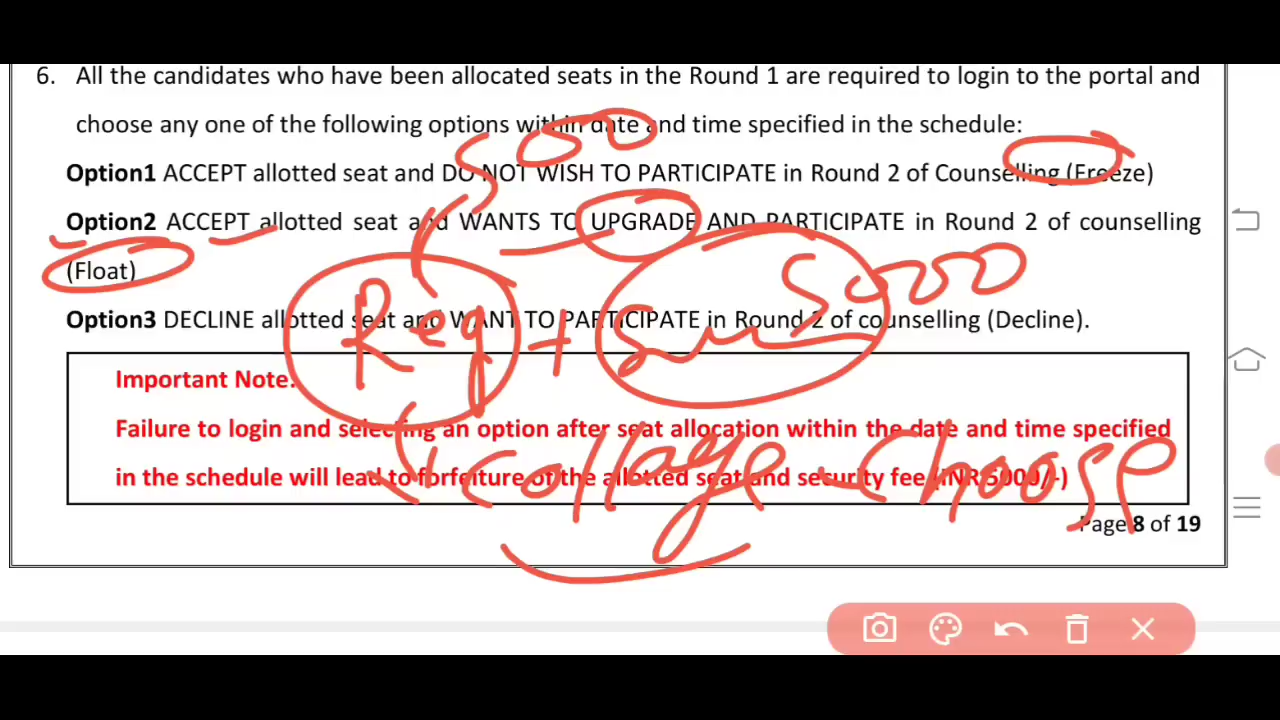 6. All the candidates who have been allocated seats in the Round 1 are required to login to the portal and
choose any one of the following options within date and time specified in the schedule:
5000
Option1 ACCEPT allotted seat and DO NOT WISH TO PARTICIPATE in Round 2 of Counselling (Freeze)
Option2 ACCEPT allotted seat and WANTS TO UPGRADE AND PARTICIPATE in Round 2 of counselling
(Float)
5000
Reg +
Option3 DECLINE allotted seat and WANT TO PARTICIPATE in Round 2 of counselling (Decline).
Important Note:
Failure to login and selecting an option after seat allocation within the date and time specified
in the schedule will lead to forfeiture of the allotted seat and security fee (INR 5000/-)
collage - choose
Page 8 of 19